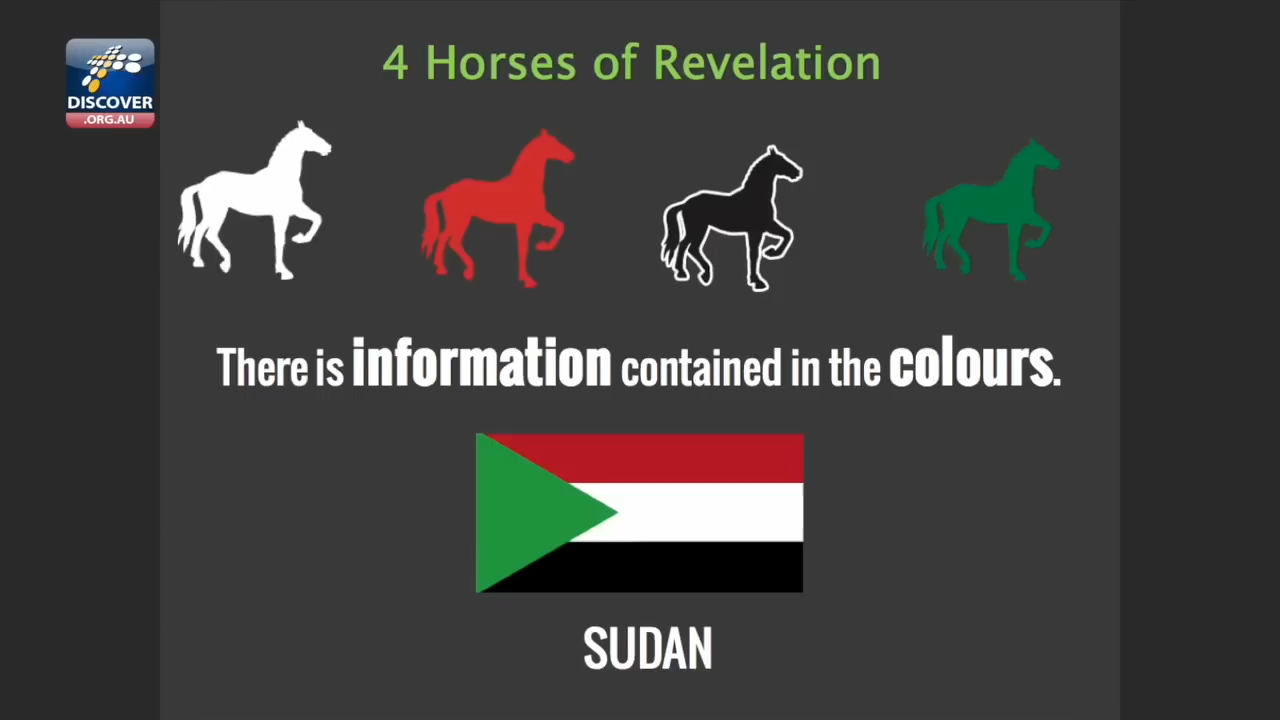 DISCOVER
.ORG.AU
4 Horses of Revelation
There is information contained in the colours.
SUDAN